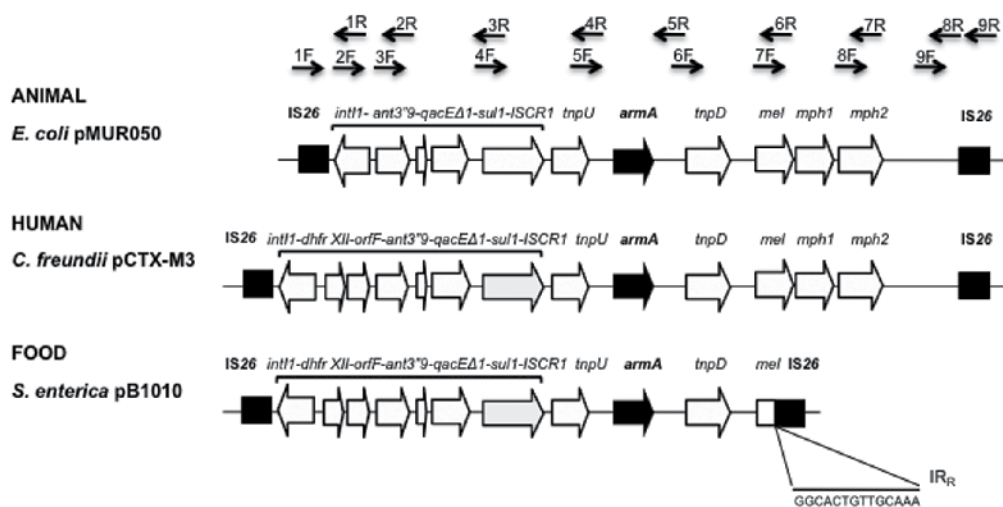 1R 2R 3R 4R 5R 6R 7R 8R 9R
1F 2F 3F 4F 5F 6F 7F 8F 9F
ANIMAL
IS26 intI1- ant3"9-qacEΔ1-sul1-ISCR1 tnpU armA tnpD mel mph1 mph2 IS26
E. coli pMUR050
HUMAN
IS26 intI1-dhfr XII-orfF-ant3"9-qacEΔ1-sul1-ISCR1 tnpU armA tnpD mel mph1 mph2 IS26
C. freundii pCTX-M3
FOOD
IS26 intI1-dhfr XII-orfF-ant3"9-qacEΔ1-sul1-ISCR1 tnpU armA tnpD mel IS26
S. enterica pB1010
IRR
GGCACTGTTGCAAA